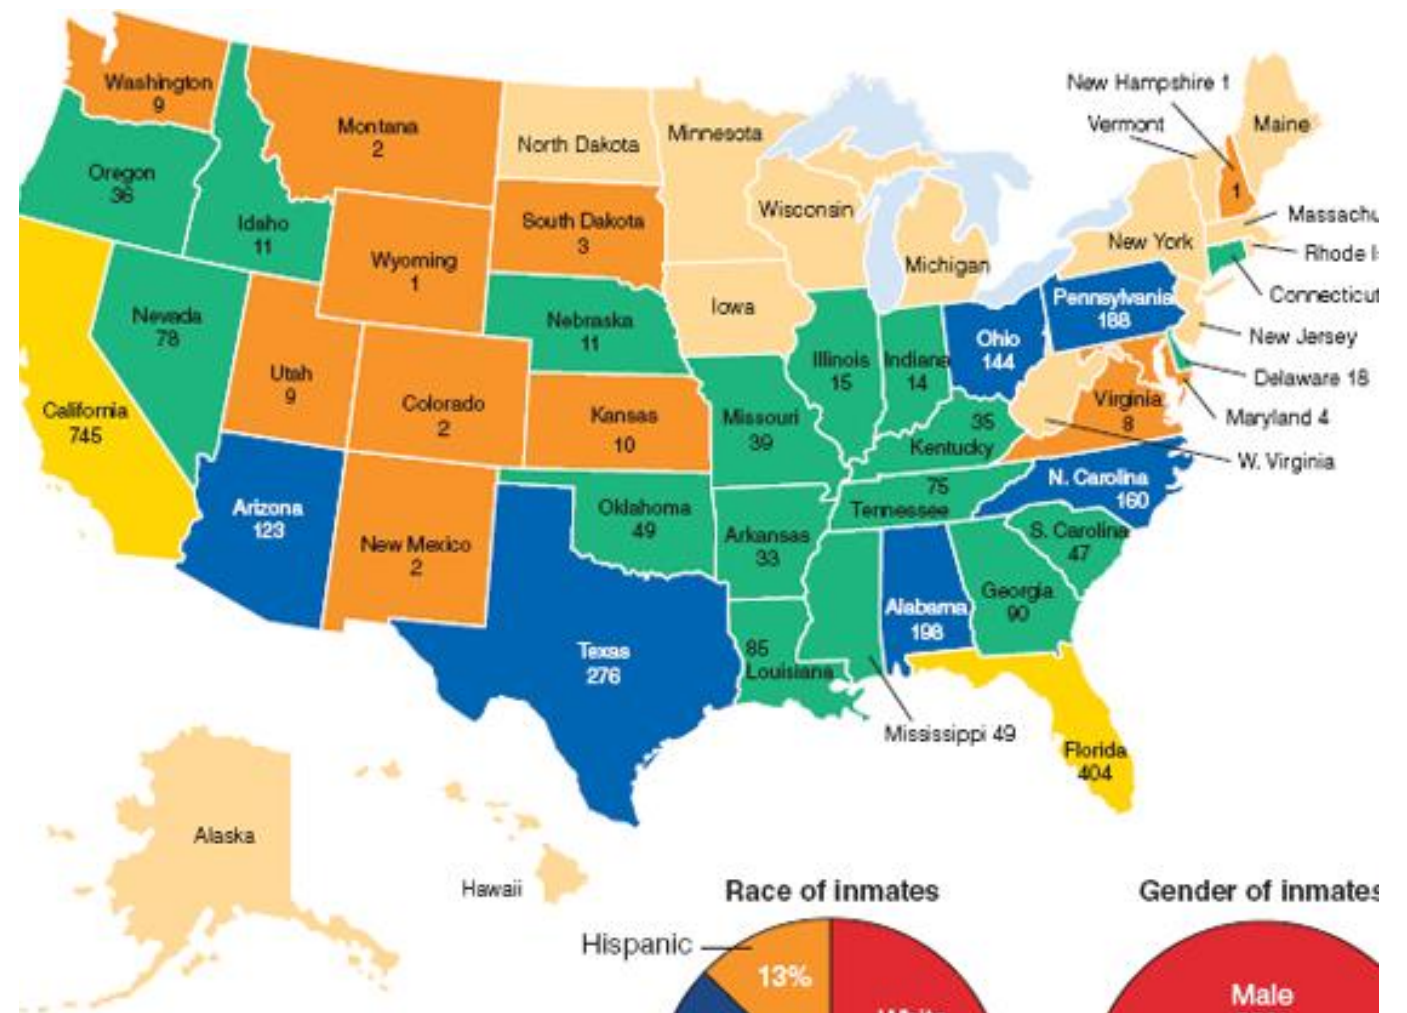 New Hampshire 1
Washington
9
Vermont
Maine
Montana
2
Minnesota
North Dakota
Oregon
36
1
Wisconsin
Massachu
Idaho
11
South Dakota
3
New York
Rhode I
Wyoming
1
Michigan
Connecticut
Pennsylvania
188
Nevada
78
Nebraska
11
Iowa
Ohio
144
New Jersey
Illinois
15
Indiana
14
Utah
9
Delaware 18
Colorado
2
California
745
Kansas
10
Missouri
39
35
Kentucky
Virginia
8
Maryland 4
W. Virginia
N. Carolina
160
Arizona
123
Oklahoma
49
75
Tennessee
New Mexico
2
Arkansas
33
S. Carolina
47
Georgia
90
Alabama
198
Texas
276
85
Louisiana
Mississippi 49
Florida
404
Alaska
Hawaii
Race of inmates
Gender of inmates
Hispanic
13%
Male